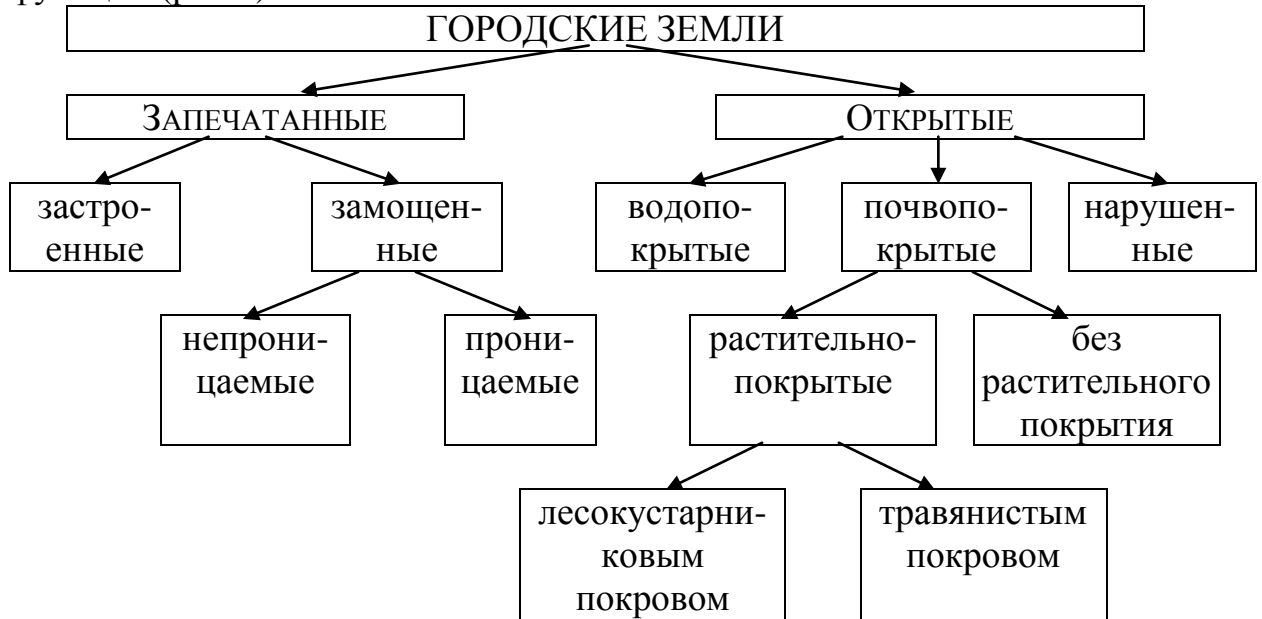 ГОРОДСКИЕ ЗЕМЛИ
ЗАПЕЧАТАННЫЕ
ОТКРЫТЫЕ
застро-
енные
замощен-
ные
водопо-
крытые
почвопо-
крытые
нарушен-
ные
непрони-
цаемые
прони-
цаемые
растительно-
покрытые
без
растительного
покрытия
лесокустарни-
ковым
покровом
травянистым
покровом